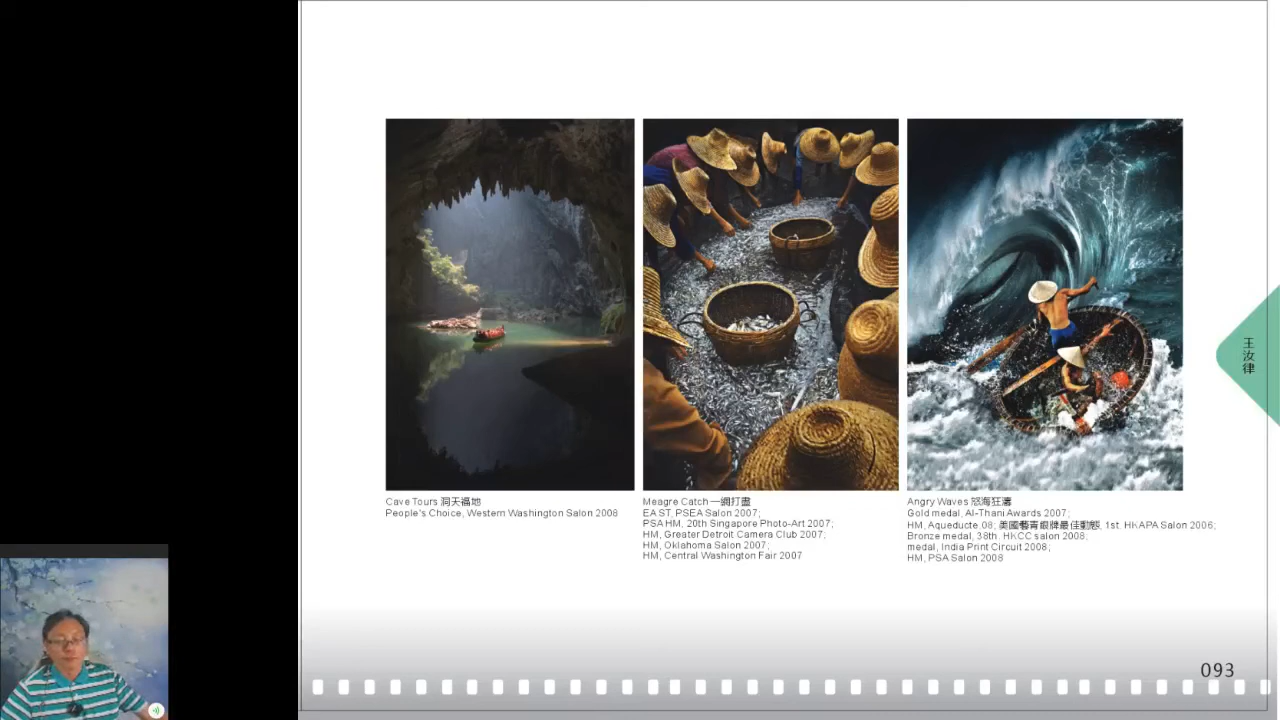 Cave Tours 洞天福地
People's Choice, Western Washington Salon 2008
Meagre Catch 一網打盡
EA ST, PSEA Salon 2007;
PSA HM, 20th Singapore Photo-Art 2007;
HM, Greater Detroit Camera Club 2007;
HM, Oklahoma Salon 2007;
HM, Central Washington Fair 2007
Angry Waves 怒海狂濤
Gold medal, Al-Thani Awards 2007;
HM, Aqueducte, 08; 美國藝青銀牌最佳動態, 1st. HKAPA Salon 2006;
Bronze medal, 38th. HKCC salon 2008;
medal, India Print Circuit 2008;
HM, PSA Salon 2008
王汝律
093